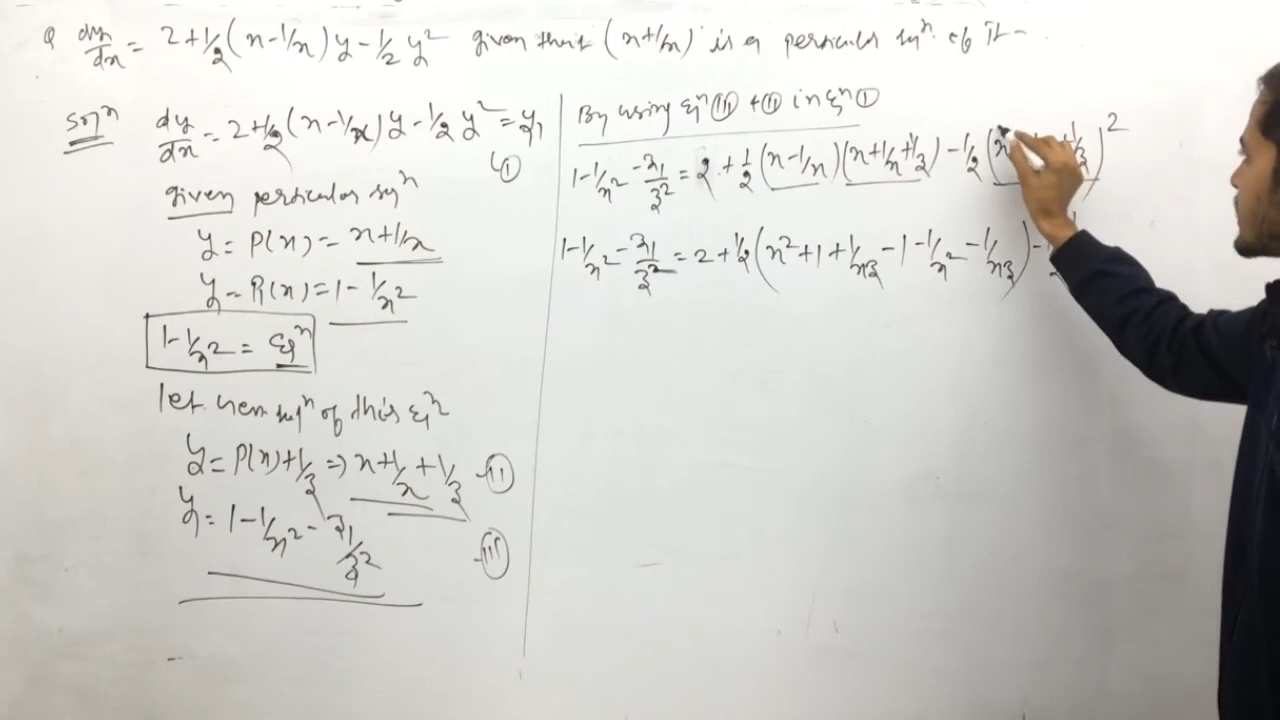 Q dy/dx = 2+1/2(x-1/x)y-1/2 y² given that (x+1/x) is a perticular solⁿ of it-
Solⁿ
dy/dx = 2+1/2(x-1/x)y-1/2 y² = y₁
①
given perticular solⁿ
y = P(x) = x+1/x
y = P₁(x) = 1-1/x²
1-1/x² = Eqⁿ
let gen solⁿ of this eqⁿ
y = P(x)+1/z ⇒ x+1/x+1/z -(ii)
y₁ = 1-1/x² - z₁/z² -(iii)
By using Eqⁿ (iii) + (ii) in Eqⁿ ①
1-1/x² - z₁/z² = 2+1/2(x-1/x)(x+1/x+1/z)-1/2(x 1/z)²
1-1/x² - z₁/z² = 2+1/2(x²+1+x/z-1-1/x²-1/xz)-1/2